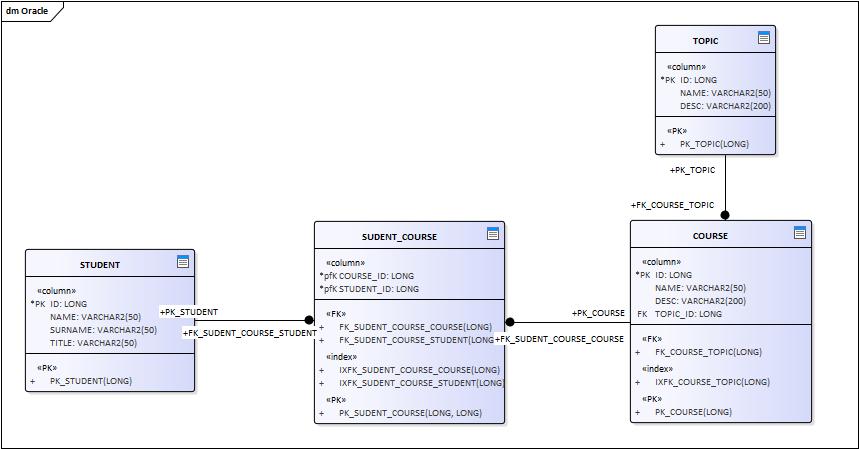 dm Oracle
TOPIC
«column»
*PK ID: LONG
NAME: VARCHAR2(50)
DESC: VARCHAR2(200)
«PK»
+ PK_TOPIC(LONG)
+PK_TOPIC
+FK_COURSE_TOPIC
STUDENT
«column»
*PK ID: LONG
NAME: VARCHAR2(50)
SURNAME: VARCHAR2(50)
TITLE: VARCHAR2(50)
«PK»
+ PK_STUDENT(LONG)
+PK_STUDENT
+FK_SUDENT_COURSE_STUDENT
SUDENT_COURSE
«column»
*pfK COURSE_ID: LONG
*pfK STUDENT_ID: LONG
«FK»
+ FK_SUDENT_COURSE_COURSE(LONG)
+ FK_SUDENT_COURSE_STUDENT(LONG
«index»
+ IXFK_SUDENT_COURSE_COURSE(LONG)
+ IXFK_SUDENT_COURSE_STUDENT(LONG)
«PK»
+ PK_SUDENT_COURSE(LONG, LONG)
+PK_COURSE
+FK_SUDENT_COURSE_COURSE
COURSE
«column»
*PK ID: LONG
NAME: VARCHAR2(50)
DESC: VARCHAR2(200)
FK TOPIC_ID: LONG
«FK»
+ FK_COURSE_TOPIC(LONG)
«index»
+ IXFK_COURSE_TOPIC(LONG)
«PK»
+ PK_COURSE(LONG)